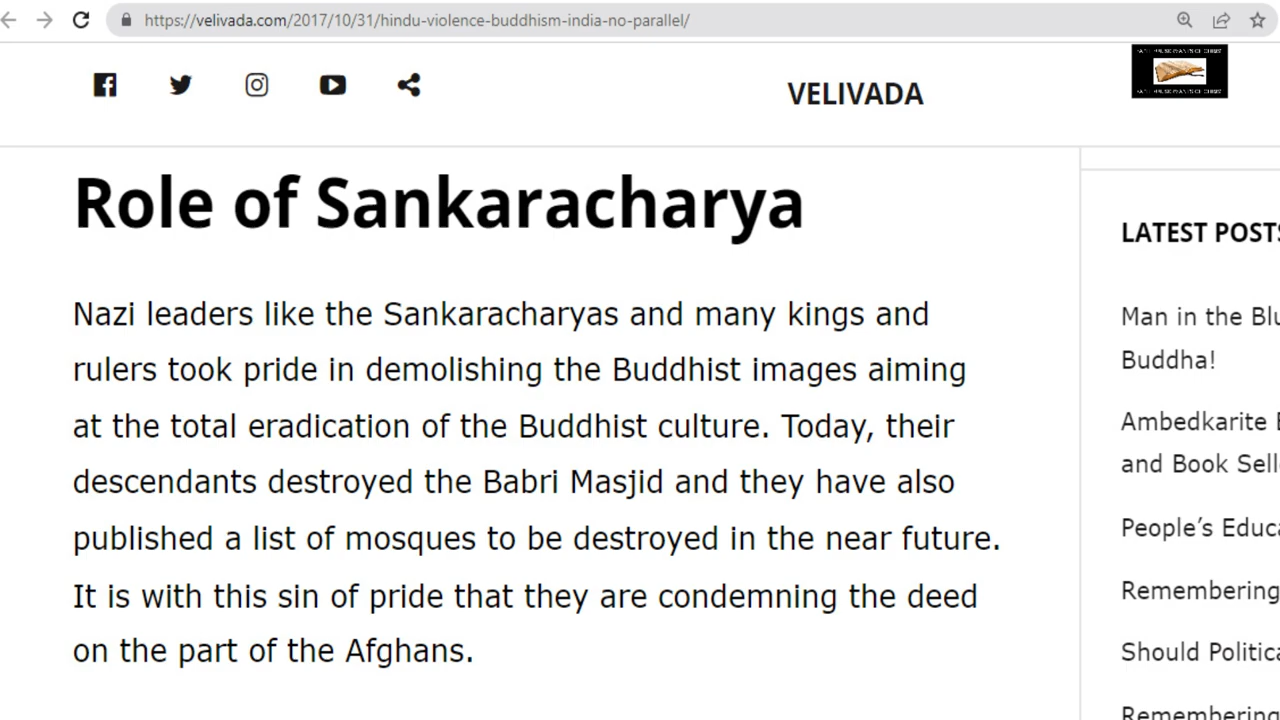 https://velivada.com/2017/10/31/hindu-violence-buddhism-india-no-parallel/
VELIVADA
Role of Sankaracharya
Nazi leaders like the Sankaracharyas and many kings and
rulers took pride in demolishing the Buddhist images aiming
at the total eradication of the Buddhist culture. Today, their
descendants destroyed the Babri Masjid and they have also
published a list of mosques to be destroyed in the near future.
It is with this sin of pride that they are condemning the deed
on the part of the Afghans.
LATEST POSTS
Man in the Blu
Buddha!
Ambedkarite
and Book Sell
People’s Educa
Remembering
Should Politica
Remembering